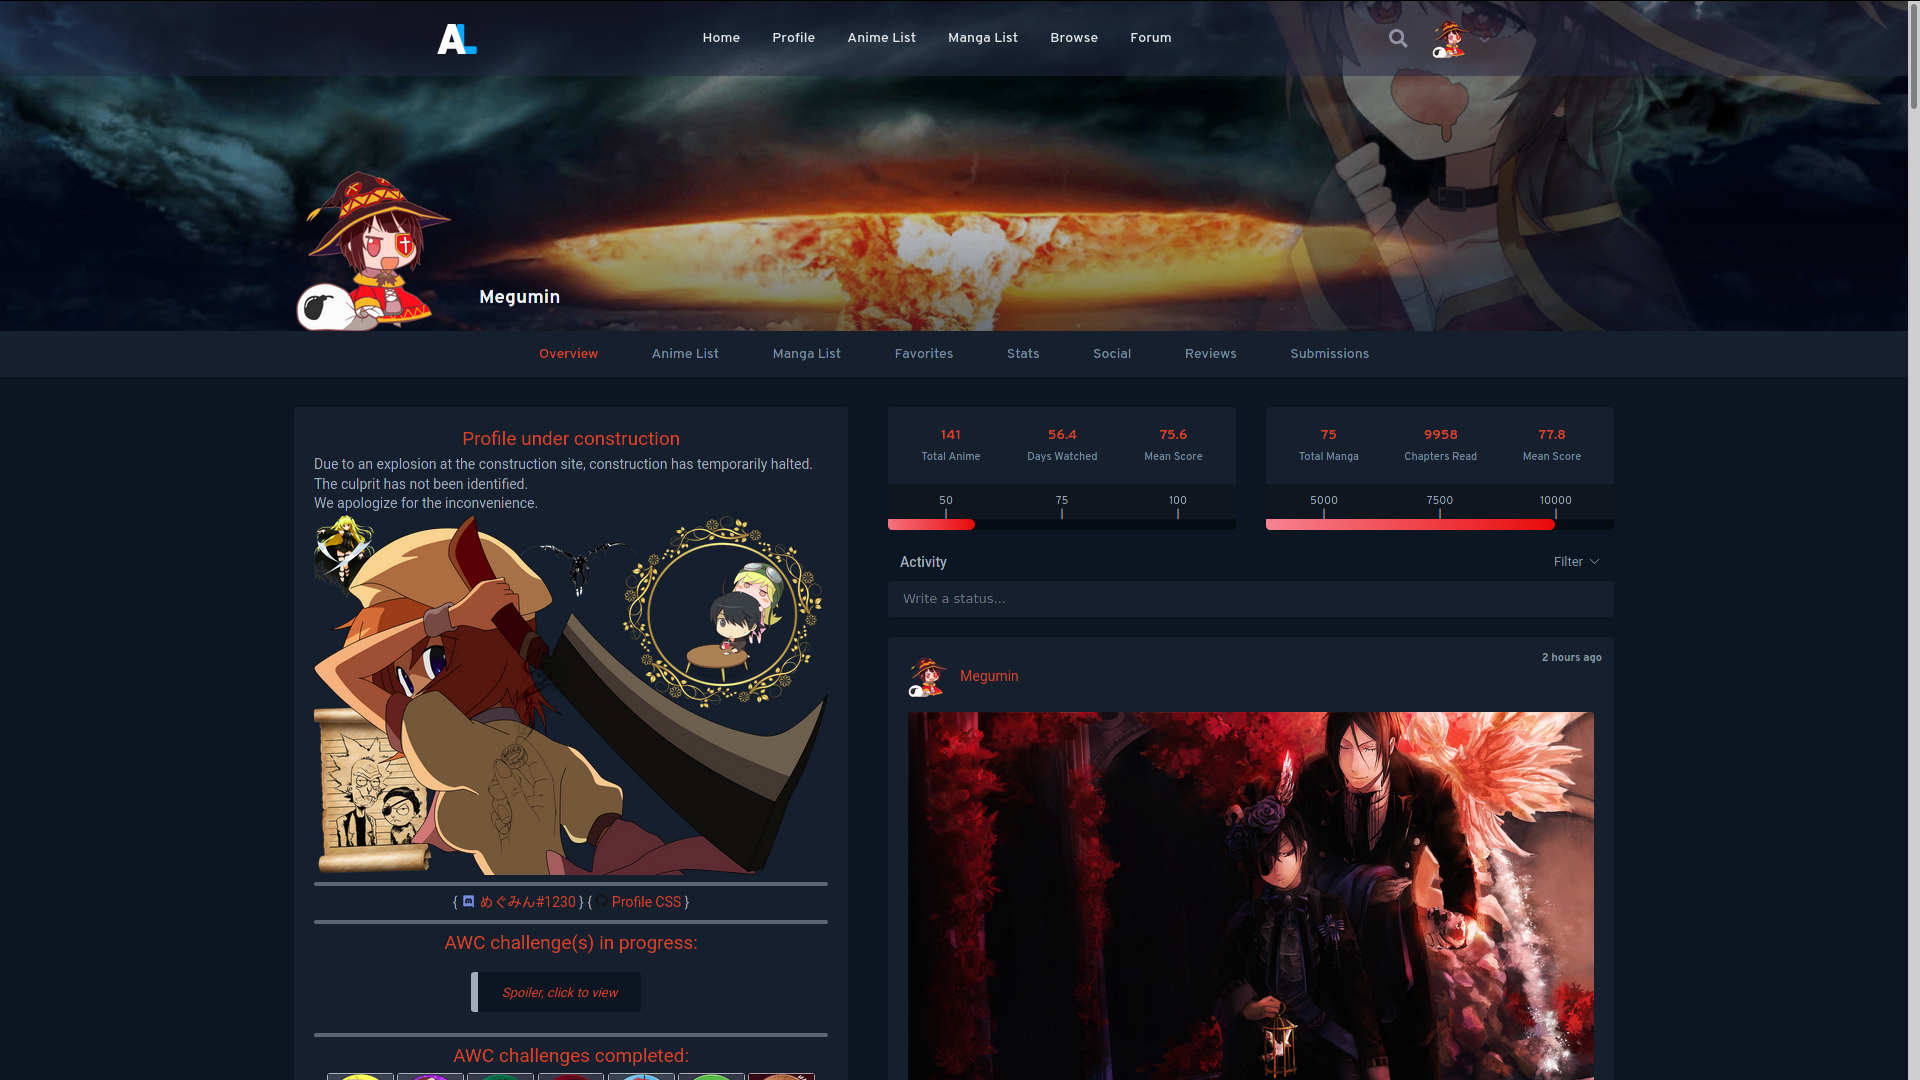 AL
Home Profile Anime List Manga List Browse Forum
Megumin
Overview Anime List Manga List Favorites Stats Social Reviews Submissions
Profile under construction
Due to an explosion at the construction site, construction has temporarily halted.
The culprit has not been identified.
We apologize for the inconvenience.
{ めぐみん#1230 } { Profile CSS }
AWC challenge(s) in progress:
Spoiler, click to view
AWC challenges completed:
141 56.4 75.6
Total Anime Days Watched Mean Score
50 75 100
75 9958 77.8
Total Manga Chapters Read Mean Score
5000 7500 10000
Activity Filter
Write a status...
2 hours ago
Megumin